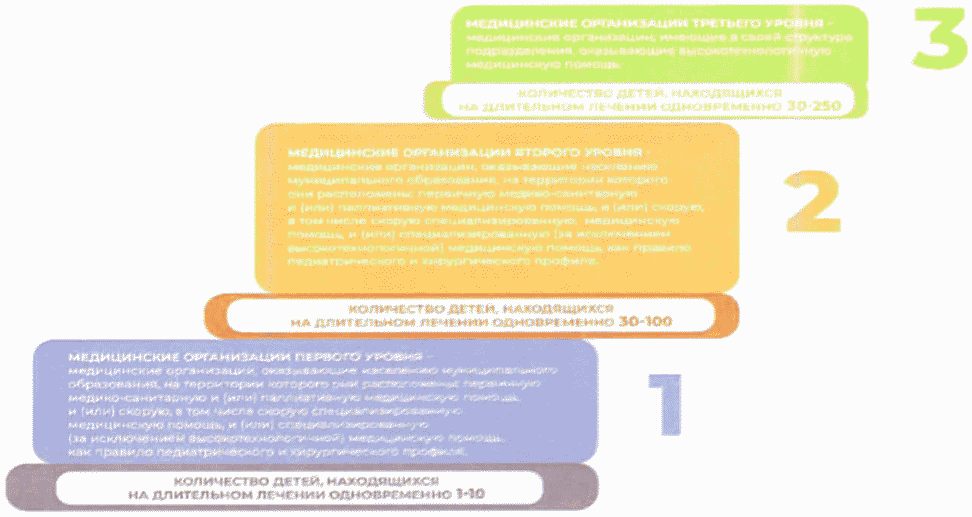 МЕДИЦИНСКИЕ ОРГАНИЗАЦИИ ТРЕТЬЕГО УРОВНЯ –
медицинские организации, имеющие в своей структуре
подразделения, оказывающие высокотехнологичную
медицинскую помощь.
3
КОЛИЧЕСТВО ДЕТЕЙ, НАХОДЯЩИХСЯ
НА ДЛИТЕЛЬНОМ ЛЕЧЕНИИ ОДНОВРЕМЕННО 30-250
МЕДИЦИНСКИЕ ОРГАНИЗАЦИИ ВТОРОГО УРОВНЯ –
медицинские организации, оказывающие населению
муниципального образования, на территории которого
они расположены, первичную медико-санитарную
и (или) паллиативную медицинскую помощь, и (или) скорую,
в том числе скорую специализированную, медицинскую
помощь, и (или) специализированную (за исключением
высокотехнологичной) медицинскую помощь, как правило
педиатрического и хирургического профиля.
2
КОЛИЧЕСТВО ДЕТЕЙ, НАХОДЯЩИХСЯ
НА ДЛИТЕЛЬНОМ ЛЕЧЕНИИ ОДНОВРЕМЕННО 30-100
МЕДИЦИНСКИЕ ОРГАНИЗАЦИИ ПЕРВОГО УРОВНЯ –
медицинские организации, оказывающие населению муниципального
образования, на территории которого они расположены, первичную
медико-санитарную и (или) паллиативную медицинскую помощь,
и (или) скорую, в том числе скорую специализированную
медицинскую помощь, и (или) специализированную
(за исключением высокотехнологичной) медицинскую помощь,
как правило педиатрического и хирургического профиля.
1
КОЛИЧЕСТВО ДЕТЕЙ, НАХОДЯЩИХСЯ
НА ДЛИТЕЛЬНОМ ЛЕЧЕНИИ ОДНОВРЕМЕННО 1-10